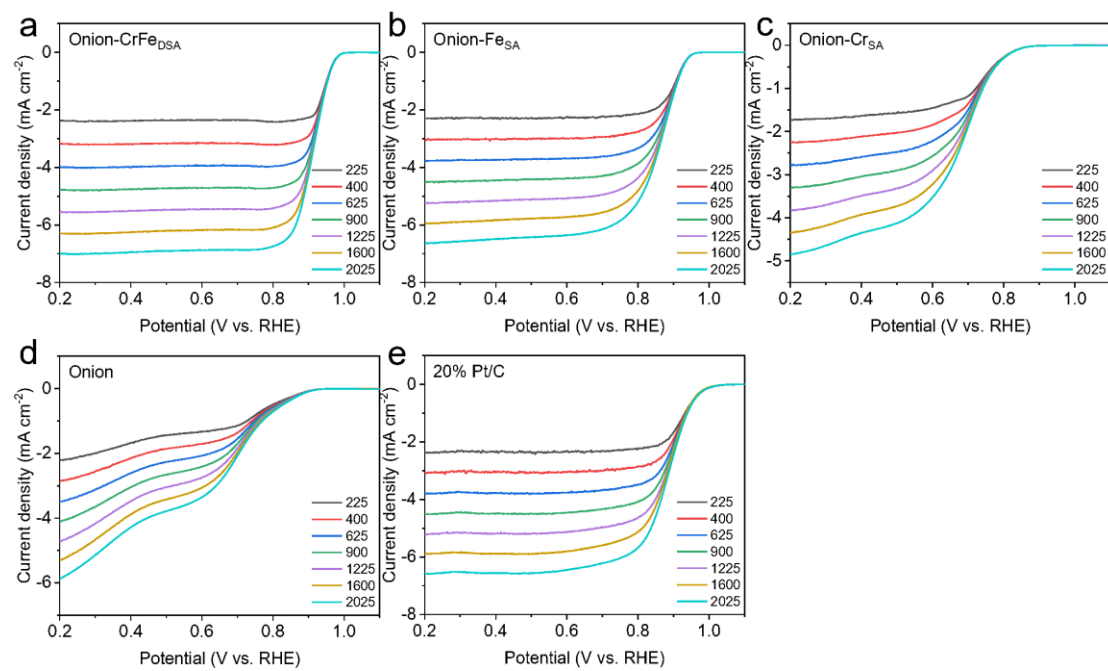 a
Onion-CrFeDSA
0
-2
-4
-6
-8
Current density (mA cm-2)
225
400
625
900
1225
1600
2025
0.2 0.4 0.6 0.8 1.0
Potential (V vs. RHE)
b
Onion-FeSA
0
-2
-4
-6
-8
Current density (mA cm-2)
225
400
625
900
1225
1600
2025
0.2 0.4 0.6 0.8 1.0
Potential (V vs. RHE)
c
Onion-CrSA
0
-1
-2
-3
-4
-5
Current density (mA cm-2)
225
400
625
900
1225
1600
2025
0.2 0.4 0.6 0.8 1.0
Potential (V vs. RHE)
d
Onion
0
-2
-4
-6
Current density (mA cm-2)
225
400
625
900
1225
1600
2025
0.2 0.4 0.6 0.8 1.0
Potential (V vs. RHE)
e
20% Pt/C
0
-2
-4
-6
-8
Current density (mA cm-2)
225
400
625
900
1225
1600
2025
0.2 0.4 0.6 0.8 1.0
Potential (V vs. RHE)